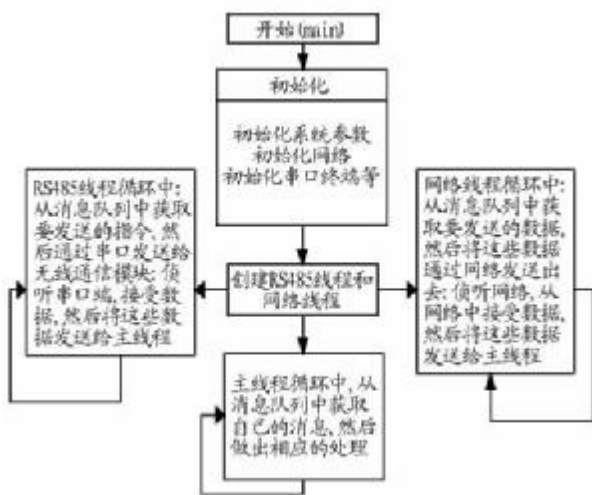 开始(main)
初始化
初始化系统参数
初始化网络
初始化串口终端等
RS485线程循环中:
从消息队列中获取
要发送的指令,然
后通过串口发送给
无线通信模块;侦
听串口端,接受数
据,然后将这些数
据发送给主线程
创建RS485线程和
网络线程
网络线程循环中:
从消息队列中获
取要发送的数据,
然后将这些数据
通过网络发送出
去;侦听网络,从
网络中接受数据,
然后将这些数据
发送给主线程
主线程循环中,从
消息队列中获取
自己的消息,然后
做出相应的处理